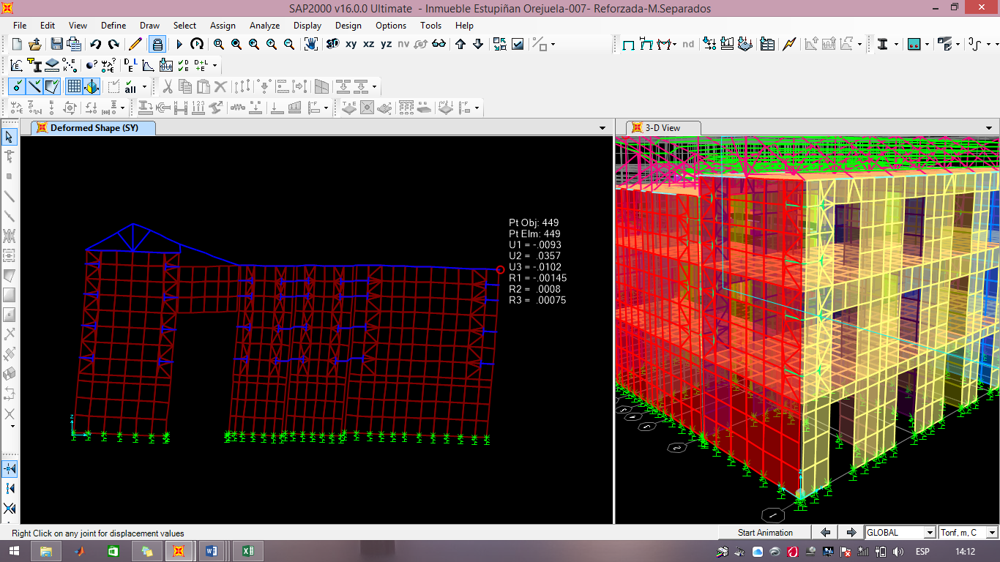 SAP2000 v16.0.0 Ultimate - Inmueble Estupiñan Orejuela-007- Reforzada-M.Separados
File Edit View Define Draw Select Assign Analyze Display Design Options Tools Help
3D xy xz yz nv
nd
all
Deformed Shape (SY)
3-D View
Pt Obj: 449
Pt Elm: 449
U1 = -.0093
U2 = .0357
U3 = -.0102
R1 = -.00145
R2 = .0008
R3 = .00075
Z
2
1
Right Click on any joint for displacement values
Start Animation
GLOBAL
Tonf, m, C
ESP
14:12